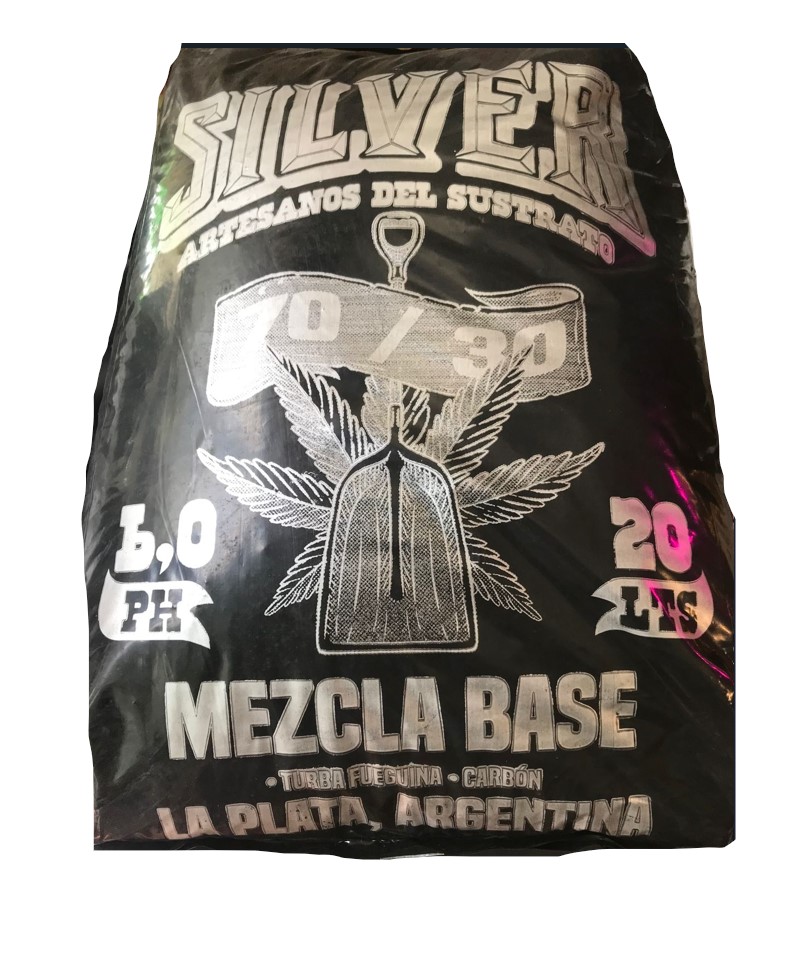 SILVER
ARTESANOS DEL SUSTRATO
70 / 30
6,0
PH
20
LTS
MEZCLA BASE
• TURBA FUEGUINA • CARBÓN
LA PLATA, ARGENTINA